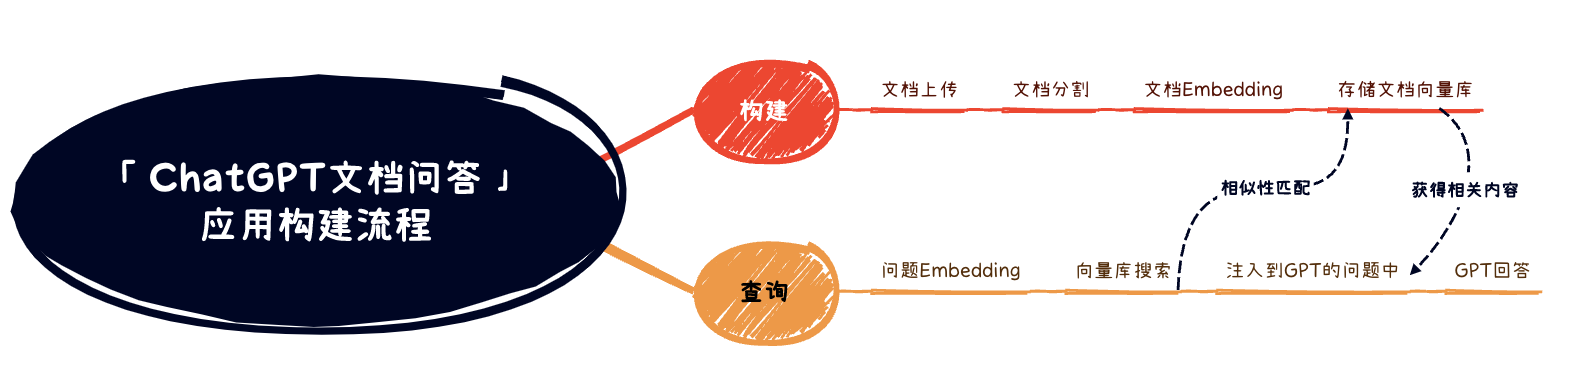 「 ChatGPT文档问答 」
应用构建流程
构建
文档上传
文档分割
文档Embedding
存储文档向量库
相似性匹配
获得相关内容
查询
问题Embedding
向量库搜索
注入到GPT的问题中
GPT回答